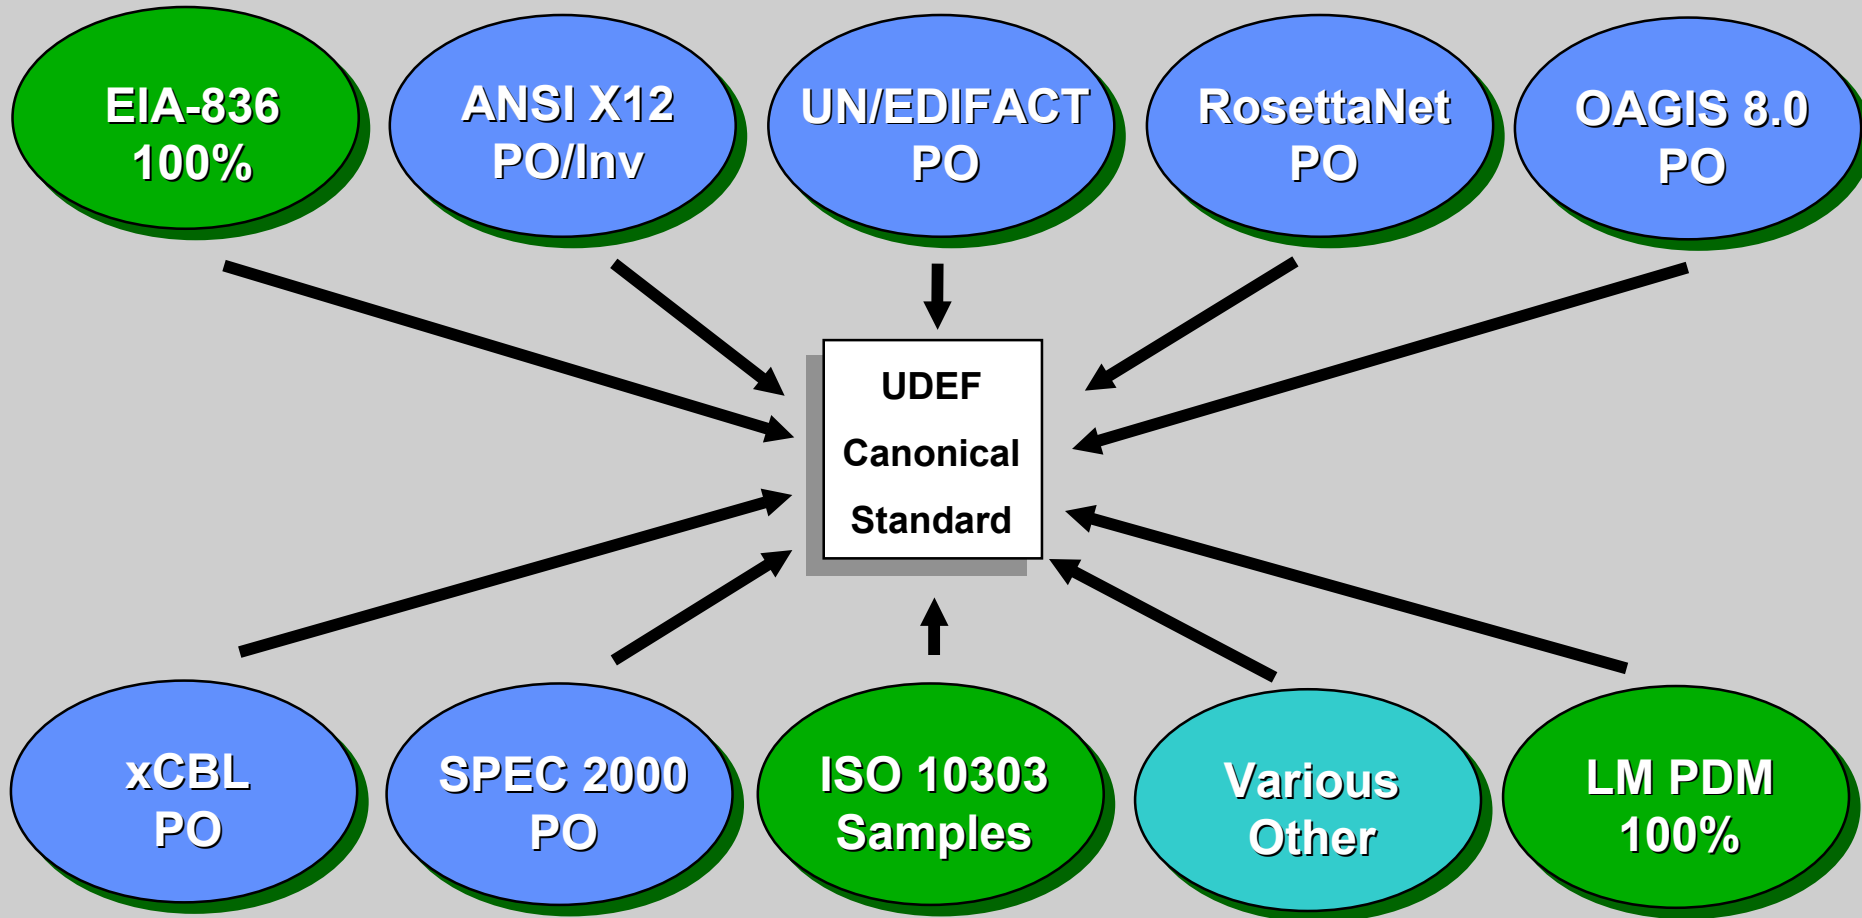 EIA-836
100%
ANSI X12
PO/Inv
UN/EDIFACT
PO
RosettaNet
PO
OAGIS 8.0
PO
UDEF
Canonical
Standard
xCBL
PO
SPEC 2000
PO
ISO 10303
Samples
Various
Other
LM PDM
100%